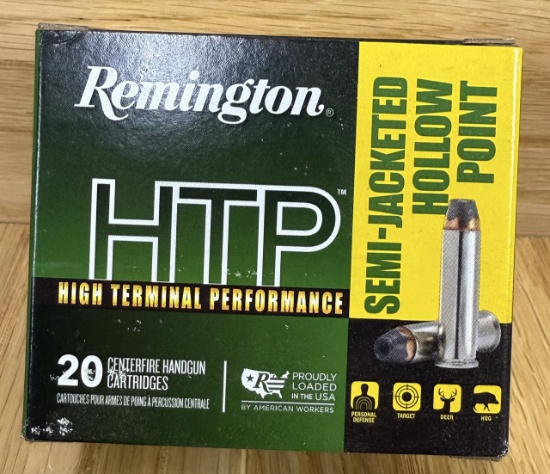 Remington®
HTP™
HIGH TERMINAL PERFORMANCE
20 CENTERFIRE HANDGUN
CARTRIDGES
CARTOUCHES POUR ARMES DE POING À PERCUSSION CENTRALE
R
PROUDLY
LOADED
IN THE USA
BY AMERICAN WORKERS
SEMI-JACKETED
HOLLOW
POINT
PERSONAL
DEFENSE
TARGET
DEER
HOG